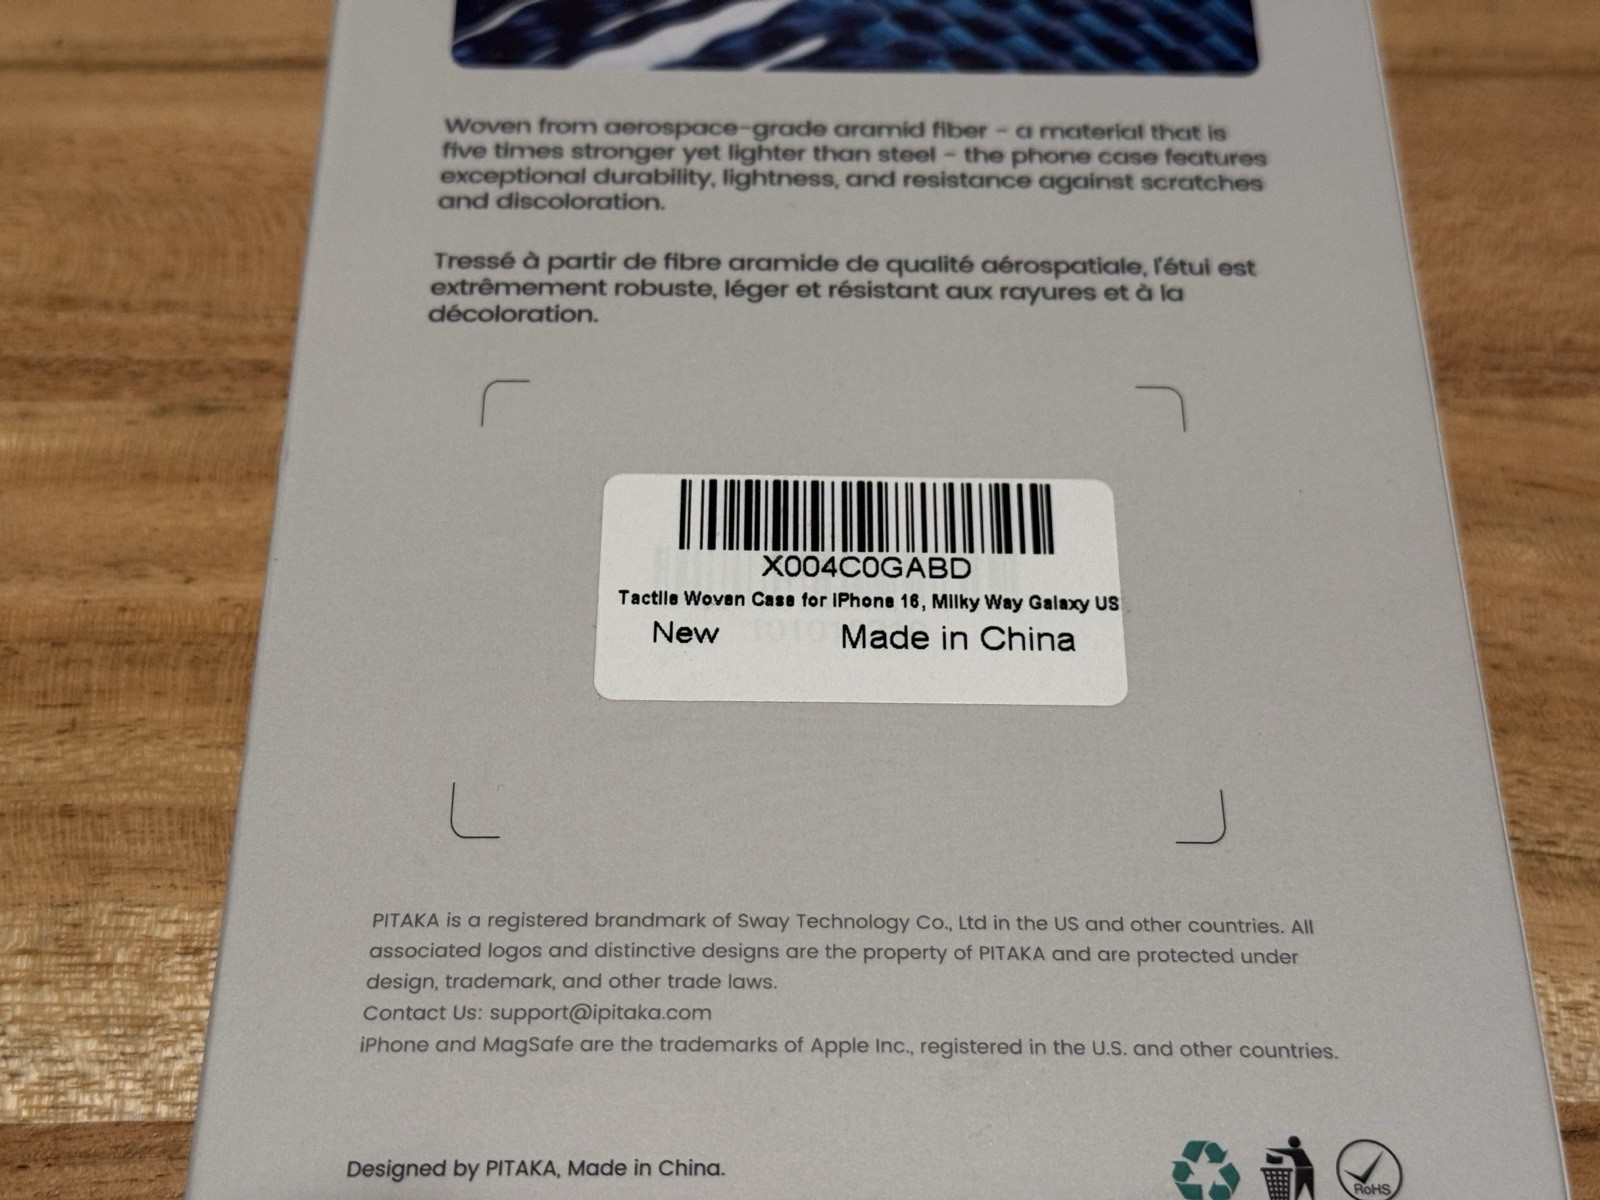 Woven from aerospace-grade aramid fiber – a material that is
five times stronger yet lighter than steel – the phone case features
exceptional durability, lightness, and resistance against scratches
and discoloration.
Tressé à partir de fibre aramide de qualité aérospatiale, l'étui est
extrêmement robuste, léger et résistant aux rayures et à la
décoloration.
X004C0GABD
Tactile Woven Case for iPhone 16, Milky Way Galaxy US
New Made in China
PITAKA is a registered brandmark of Sway Technology Co., Ltd in the US and other countries. All
associated logos and distinctive designs are the property of PITAKA and are protected under
design, trademark, and other trade laws.
Contact Us: support@ipitaka.com
iPhone and MagSafe are the trademarks of Apple Inc., registered in the U.S. and other countries.
Designed by PITAKA, Made in China.
RoHS